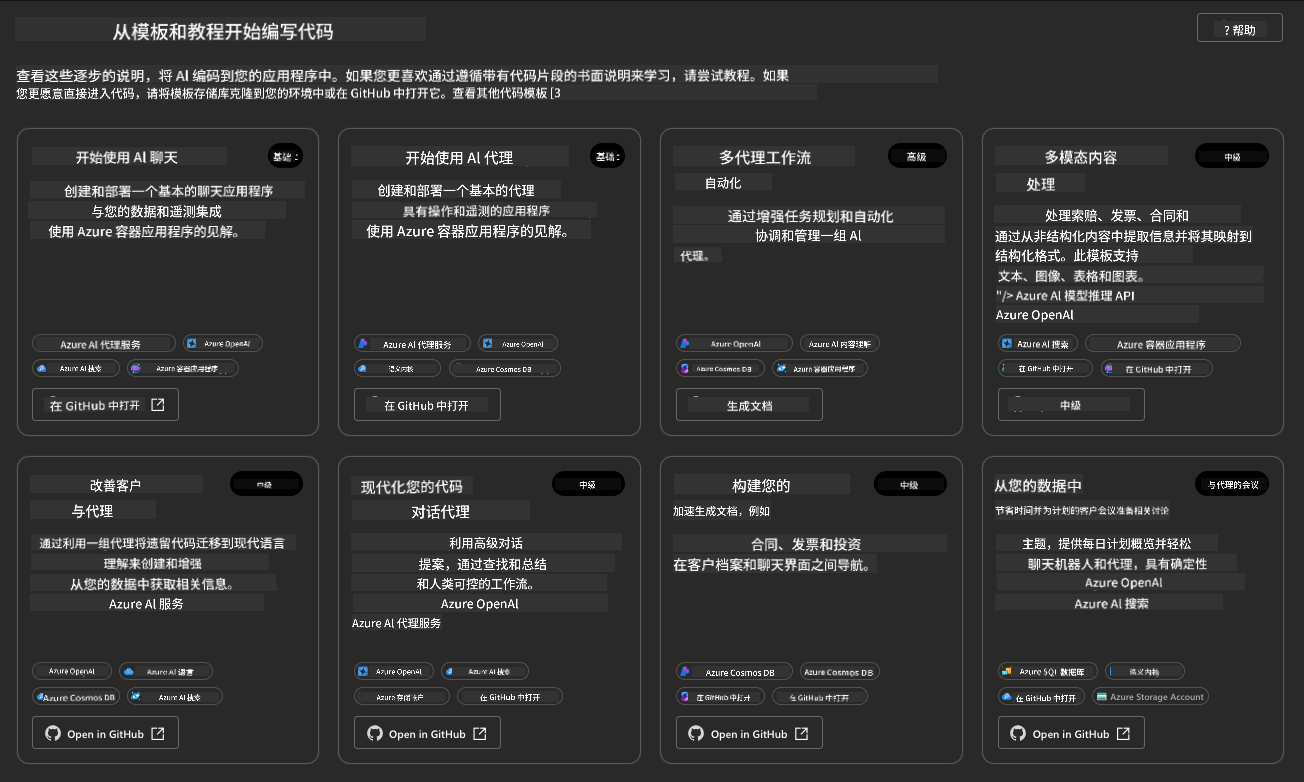 从模板和教程开始编写代码
? 帮助
查看这些逐步的说明，将 AI 编码到您的应用程序中。如果您更喜欢通过遵循带有代码片段的书面说明来学习，请尝试教程。如果
您更愿意直接进入代码，请将模板存储库克隆到您的环境中或在 GitHub 中打开它。查看其他代码模板 [3
开始使用 AI 聊天
基础 :
创建和部署一个基本的聊天应用程序
与您的数据和遥测集成
使用 Azure 容器应用程序的见解。
Azure AI 代理服务
Azure OpenAI
Azure AI 搜索
Azure 容器应用程序
在 GitHub 中打开
开始使用 AI 代理
基础 :
创建和部署一个基本的代理
具有操作和遥测的应用程序
使用 Azure 容器应用程序的见解。
Azure AI 代理服务
Azure OpenAI
语义内核
Azure Cosmos DB
在 GitHub 中打开
多代理工作流
高级
自动化
通过增强任务规划和自动化
协调和管理一组 AI
代理。
Azure OpenAI
Azure AI 内容理解
Azure Cosmos DB
Azure 容器应用程序
生成文档
多模态内容
中级
处理
处理索赔、发票、合同和
通过从非结构化内容中提取信息并将其映射到
结构化格式。此模板支持
文本、图像、表格和图表。
"/> Azure AI 模型推理 API
Azure OpenAI
Azure AI 搜索
Azure 容器应用程序
在 GitHub 中打开
在 GitHub 中打开
中级
改善客户
中级
与代理
通过利用一组代理将遗留代码迁移到现代语言
理解来创建和增强
从您的数据中获取相关信息。
Azure AI 服务
Azure OpenAI
Azure AI 语言
Azure Cosmos DB
Azure AI 搜索
Open in GitHub
现代化您的代码
中级
对话代理
利用高级对话
提案，通过查找和总结
和人类可控的工作流。
Azure OpenAI
Azure AI 代理服务
Azure OpenAI
Azure AI 搜索
Azure 存储账户
在 GitHub 中打开
Open in GitHub
构建您的
中级
加速生成文档，例如
合同、发票和投资
在客户档案和聊天界面之间导航。
Azure Cosmos DB
Azure Cosmos DB
在 GitHub 中打开
在 GitHub 中打开
Open in GitHub
从您的数据中
与代理的会议
节省时间并为计划的客户会议准备相关讨论
主题，提供每日计划概览并轻松
聊天机器人和代理，具有确定性
Azure OpenAI
Azure AI 搜索
Azure SQL 数据库
语义内核
在 GitHub 中打开
Azure Storage Account
Open in GitHub